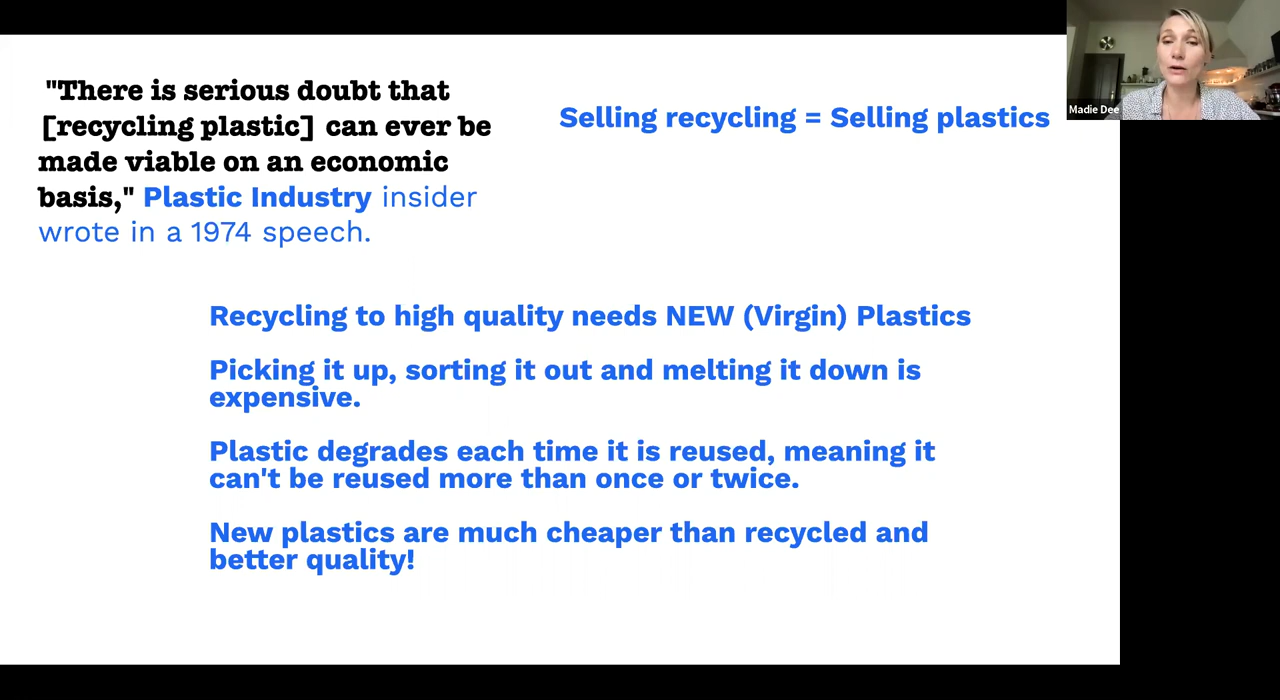 "There is serious doubt that
[recycling plastic] can ever be
made viable on an economic
basis," Plastic Industry insider
wrote in a 1974 speech.
Selling recycling = Selling plastics
Madie Dee
Recycling to high quality needs NEW (Virgin) Plastics
Picking it up, sorting it out and melting it down is
expensive.
Plastic degrades each time it is reused, meaning it
can't be reused more than once or twice.
New plastics are much cheaper than recycled and
better quality!